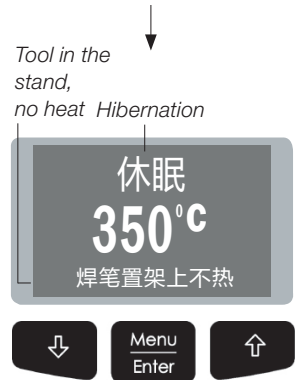 Tool in the
stand,
no heat Hibernation
休眠
350°C
焊笔置架上不热
Menu
Enter